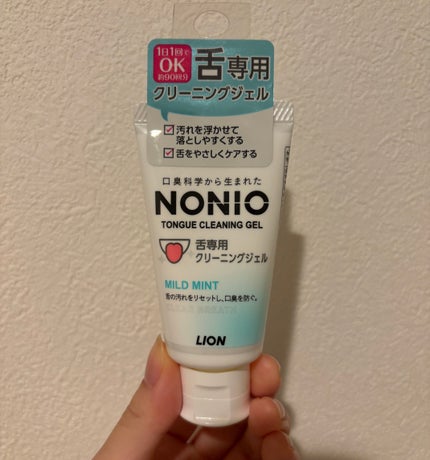 1日1回で
OK
約90回分
舌専用
クリーニングジェル
汚れを浮かせて
落としやすくする
舌をやさしくケアする
口臭科学から生まれた
NONIO
TONGUE CLEANING GEL
舌専用
クリーニングジェル
MILD MINT
舌の汚れをリセットし、口臭を防ぐ。
CLEAR BREATH
LION